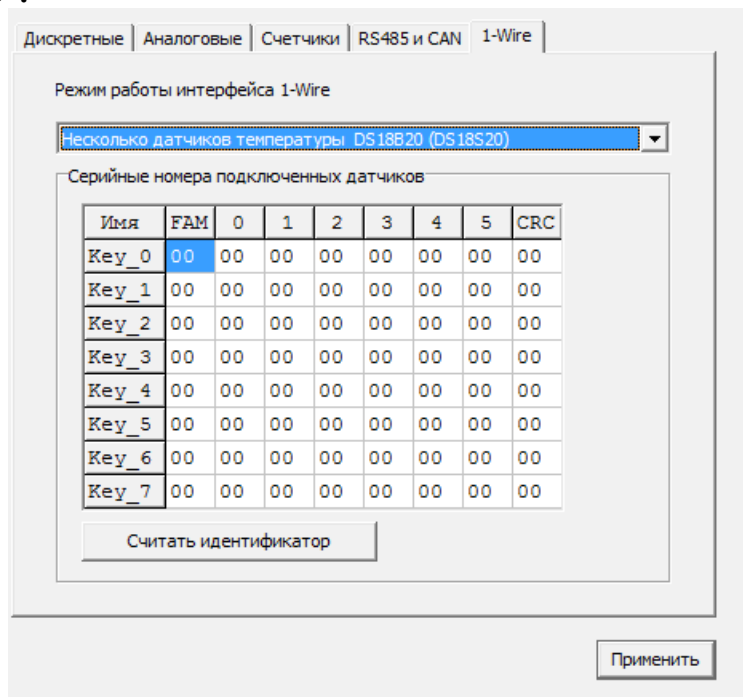 Дискретные Аналоговые Счетчики RS485 и CAN 1-Wire
Режим работы интерфейса 1-Wire
Несколько датчиков температуры DS18B20 (DS18S20)
Серийные номера подключенных датчиков
Имя FAM 0 1 2 3 4 5 CRC
Key_0 00 00 00 00 00 00 00 00
Key_1 00 00 00 00 00 00 00 00
Key_2 00 00 00 00 00 00 00 00
Key_3 00 00 00 00 00 00 00 00
Key_4 00 00 00 00 00 00 00 00
Key_5 00 00 00 00 00 00 00 00
Key_6 00 00 00 00 00 00 00 00
Key_7 00 00 00 00 00 00 00 00
Считать идентификатор
Применить